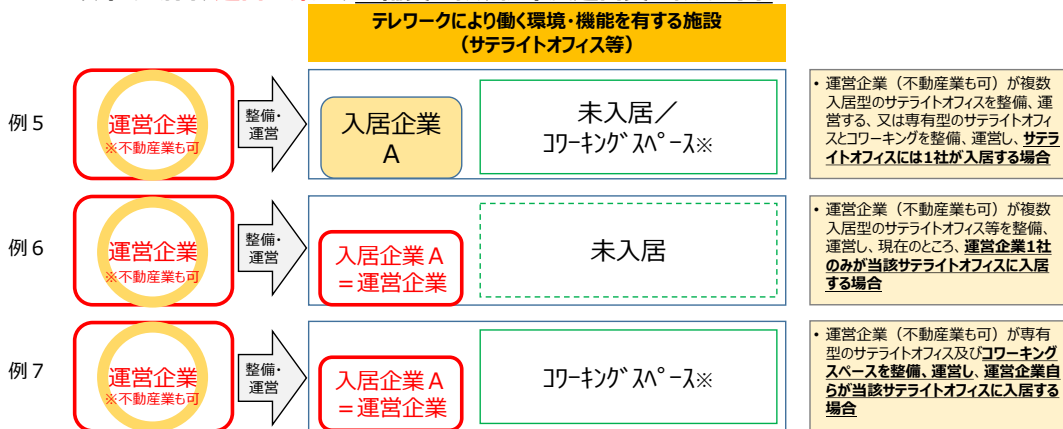 テレワークにより働く環境・機能を有する施設
（サテライトオフィス等）
例５
運営企業
※不動産業も可
整備・
運営
入居企業
A
未入居／
ｺﾜｰｷﾝｸﾞｽﾍﾟｰｽ※
・運営企業（不動産業も可）が複数
入居型のサテライトオフィスを整備、運
営する、又は専有型のサテライトオフィ
スとコワーキングを整備、運営し、サテラ
イトオフィスには1社が入居する場合
例６
運営企業
※不動産業も可
整備・
運営
入居企業Ａ
＝運営企業
未入居
・運営企業（不動産業も可）が複数
入居型のサテライトオフィス等を整備、
運営し、現在のところ、運営企業1社
のみが当該サテライトオフィスに入居
する場合
例７
運営企業
※不動産業も可
整備・
運営
入居企業Ａ
＝運営企業
ｺﾜｰｷﾝｸﾞｽﾍﾟｰｽ※
・運営企業（不動産業も可）が専有
型のサテライトオフィス及びコワーキング
スペースを整備、運営し、運営企業自
らが当該サテライトオフィスに入居する
場合